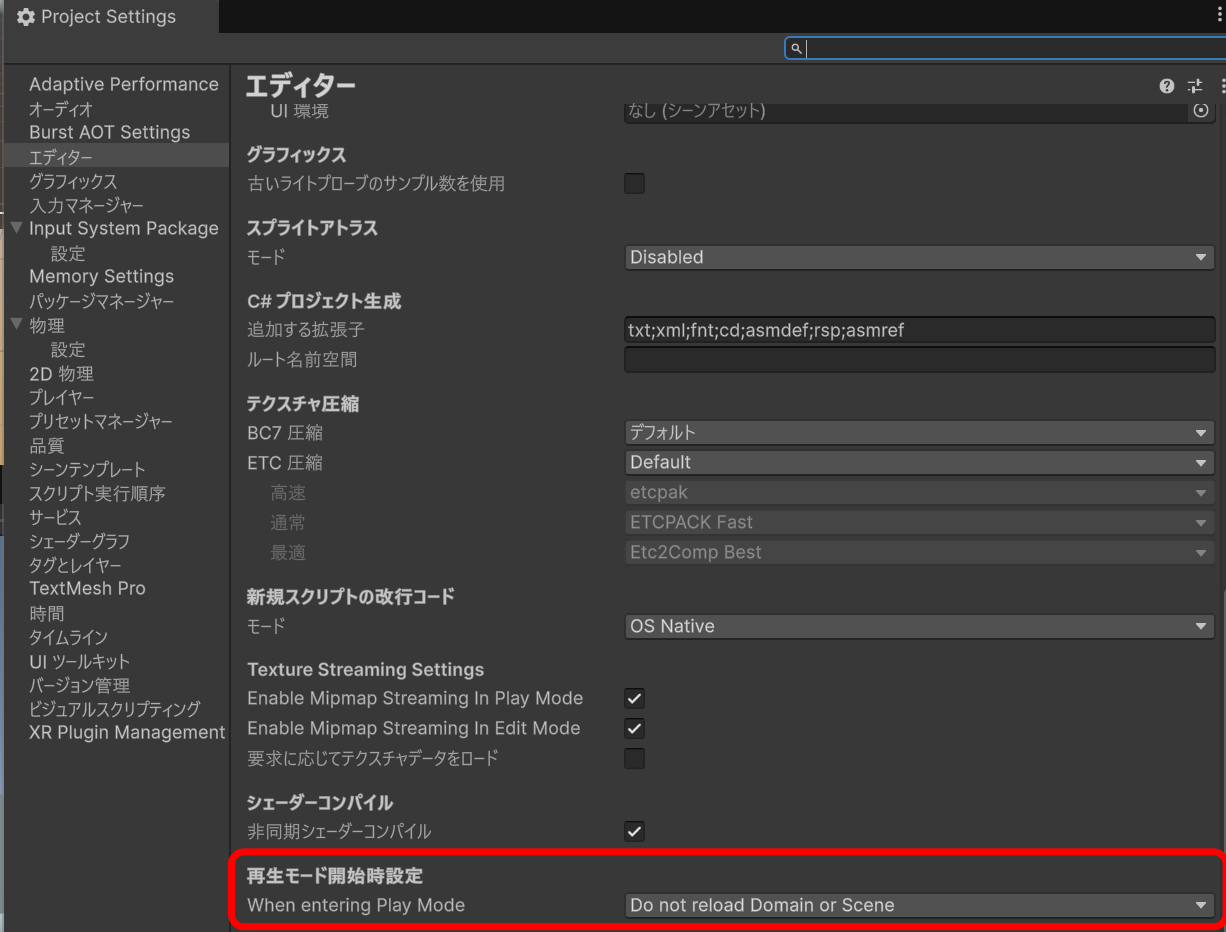 Project Settings
Adaptive Performance
オーディオ
Burst AOT Settings
エディター
グラフィックス
入力マネージャー
Input System Package
設定
Memory Settings
パッケージマネージャー
物理
設定
2D 物理
プレイヤー
プリセットマネージャー
品質
シーンテンプレート
スクリプト実行順序
サービス
シェーダーグラフ
タグとレイヤー
TextMesh Pro
時間
タイムライン
UI ツールキット
バージョン管理
ビジュアルスクリプティング
XR Plugin Management
エディター
UI 環境 なし (シーンアセット)
グラフィックス
古いライトプローブのサンプル数を使用
スプライトアトラス
モード Disabled
C# プロジェクト生成
追加する拡張子 txt;xml;fnt;cd;asmdef;rsp;asmref
ルート名前空間
テクスチャ圧縮
BC7 圧縮 デフォルト
ETC 圧縮 Default
高速 etcpak
通常 ETCPACK Fast
最適 Etc2Comp Best
新規スクリプトの改行コード
モード OS Native
Texture Streaming Settings
Enable Mipmap Streaming In Play Mode
Enable Mipmap Streaming In Edit Mode
要求に応じてテクスチャデータをロード
シェーダーコンパイル
非同期シェーダーコンパイル
再生モード開始時設定
When entering Play Mode Do not reload Domain or Scene